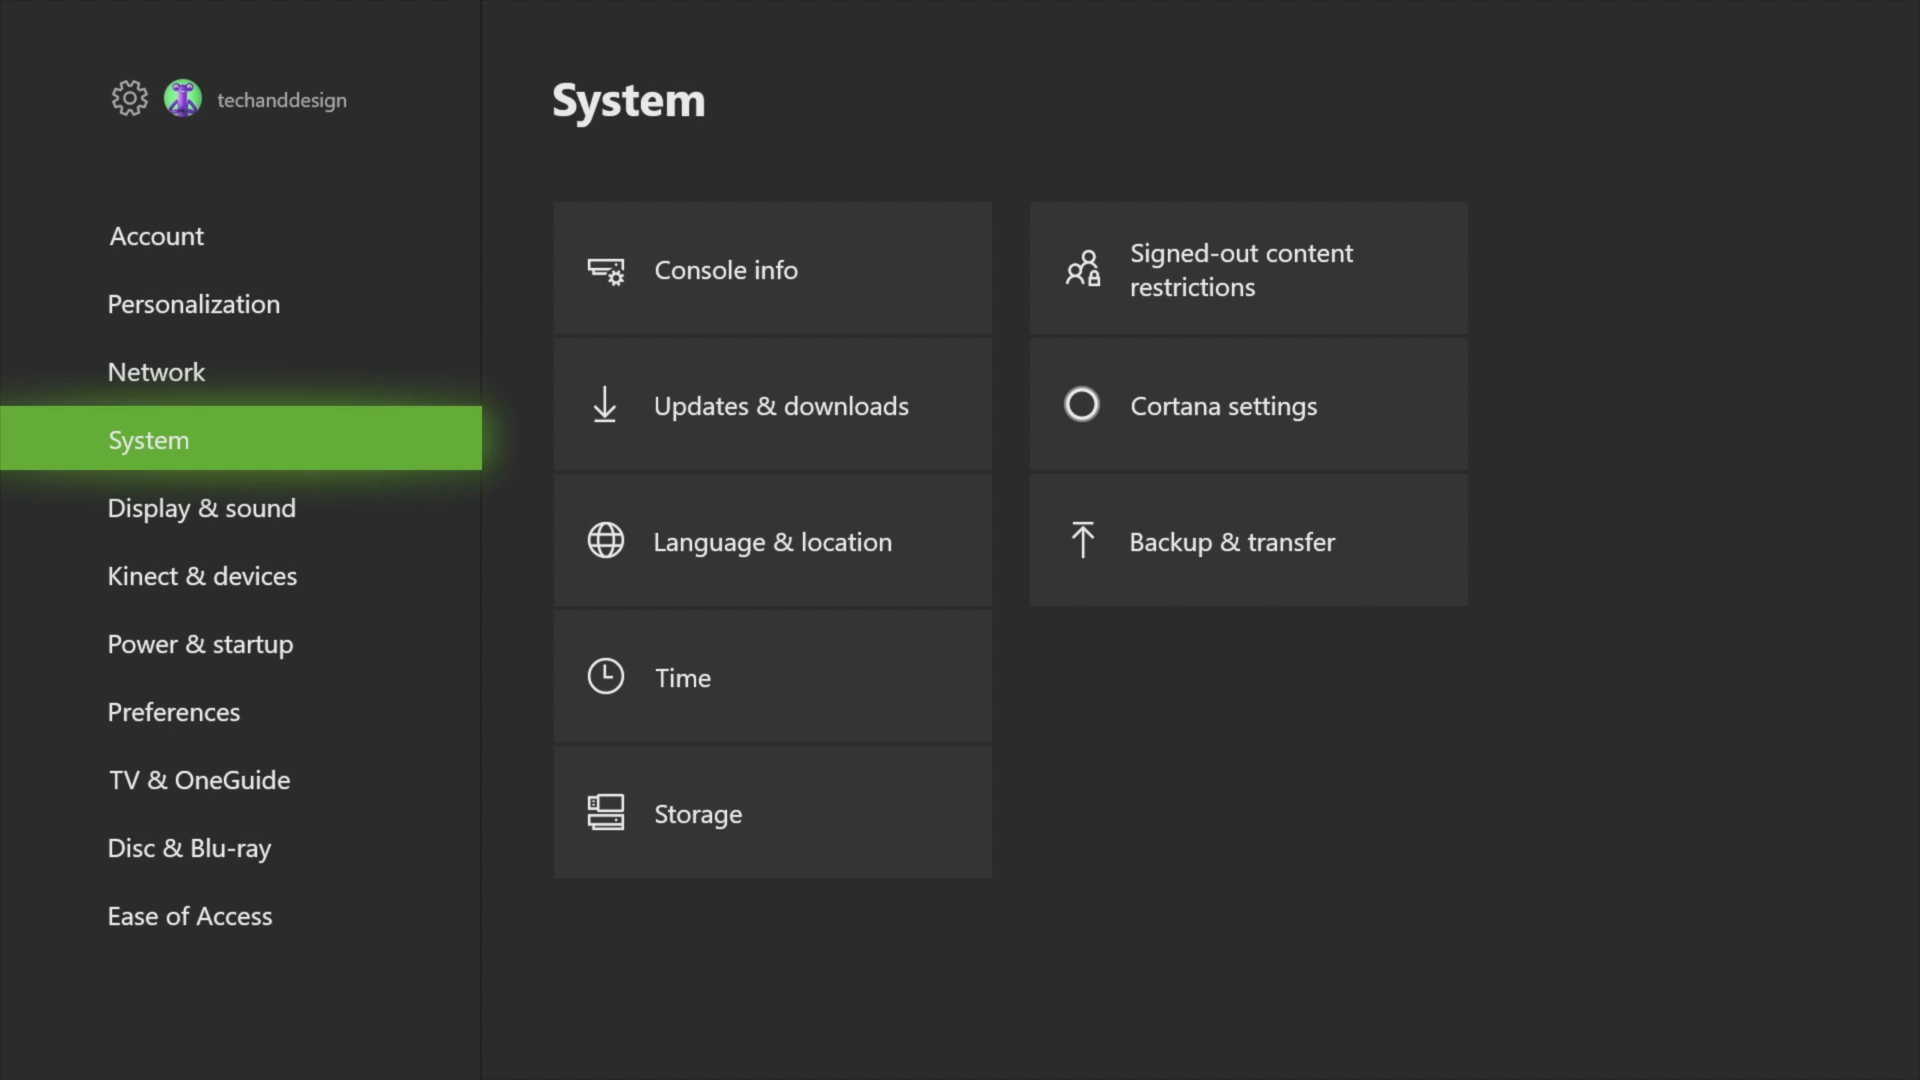 techanddesign
Account
Personalization
Network
System
Display & sound
Kinect & devices
Power & startup
Preferences
TV & OneGuide
Disc & Blu-ray
Ease of Access
System
Console info
Updates & downloads
Language & location
Time
Storage
Signed-out content
restrictions
Cortana settings
Backup & transfer